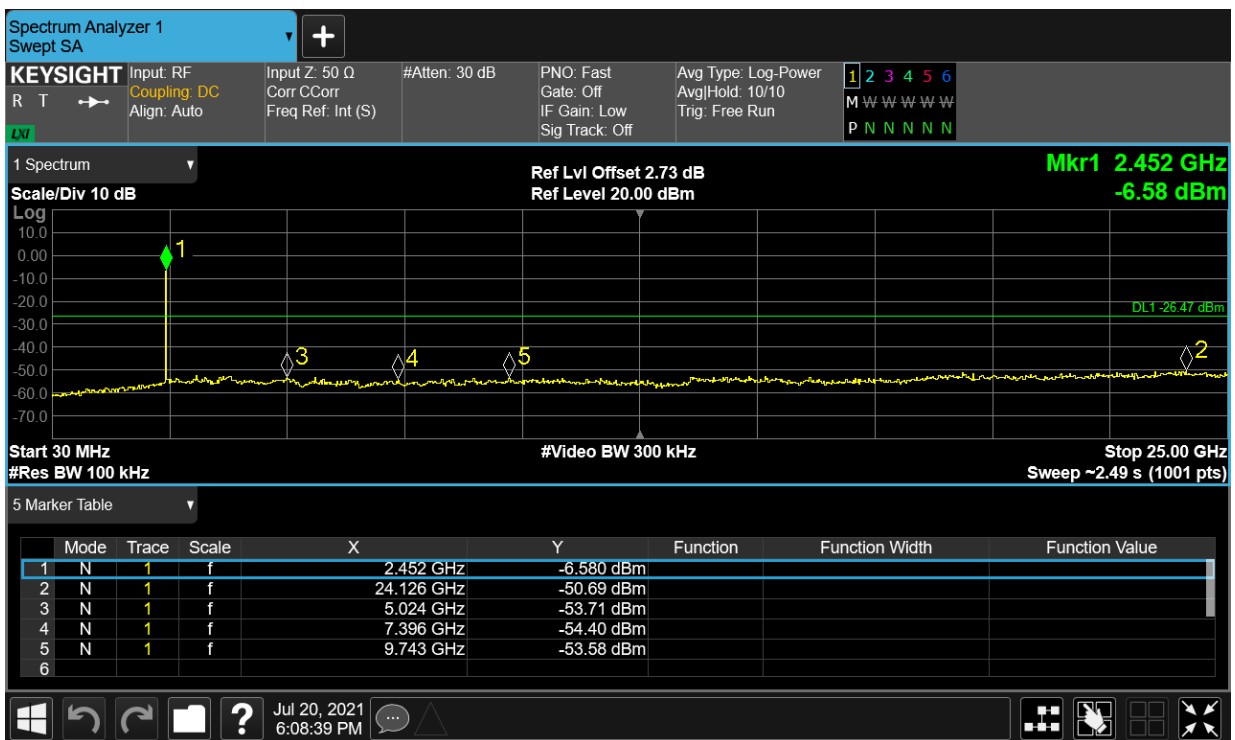 Spectrum Analyzer 1
Swept SA
KEYSIGHT
R T
LXI
Input: RF
Coupling: DC
Align: Auto
Input Z: 50 Ω
Corr CCorr
Freq Ref: Int (S)
#Atten: 30 dB
PNO: Fast
Gate: Off
IF Gain: Low
Sig Track: Off
Avg Type: Log-Power
Avg|Hold: 10/10
Trig: Free Run
1 2 3 4 5 6
M W W W W W
P N N N N N
1 Spectrum
Scale/Div 10 dB
Ref Lvl Offset 2.73 dB
Ref Level 20.00 dBm
Mkr1 2.452 GHz
-6.58 dBm
Log
10.0
0.00
-10.0
-20.0
-30.0
-40.0
-50.0
-60.0
-70.0
1
DL1 -26.47 dBm
3
4
5
2
Start 30 MHz
#Res BW 100 kHz
#Video BW 300 kHz
Stop 25.00 GHz
Sweep ~2.49 s (1001 pts)
5 Marker Table
Mode Trace Scale X Y Function Function Width Function Value
1 N 1 f 2.452 GHz -6.580 dBm
2 N 1 f 24.126 GHz -50.69 dBm
3 N 1 f 5.024 GHz -53.71 dBm
4 N 1 f 7.396 GHz -54.40 dBm
5 N 1 f 9.743 GHz -53.58 dBm
6
?
Jul 20, 2021
6:08:39 PM